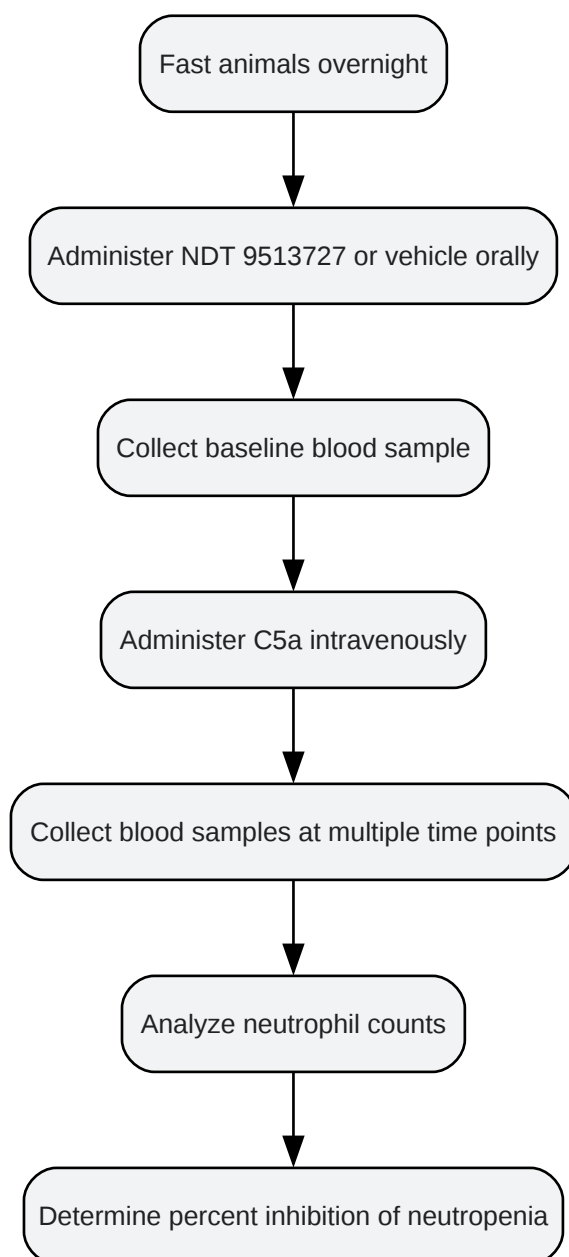 Fast animals overnight
Administer NDT 9513727 or vehicle orally
Collect baseline blood sample
Administer C5a intravenously
Collect blood samples at multiple time points
Analyze neutrophil counts
Determine percent inhibition of neutropenia